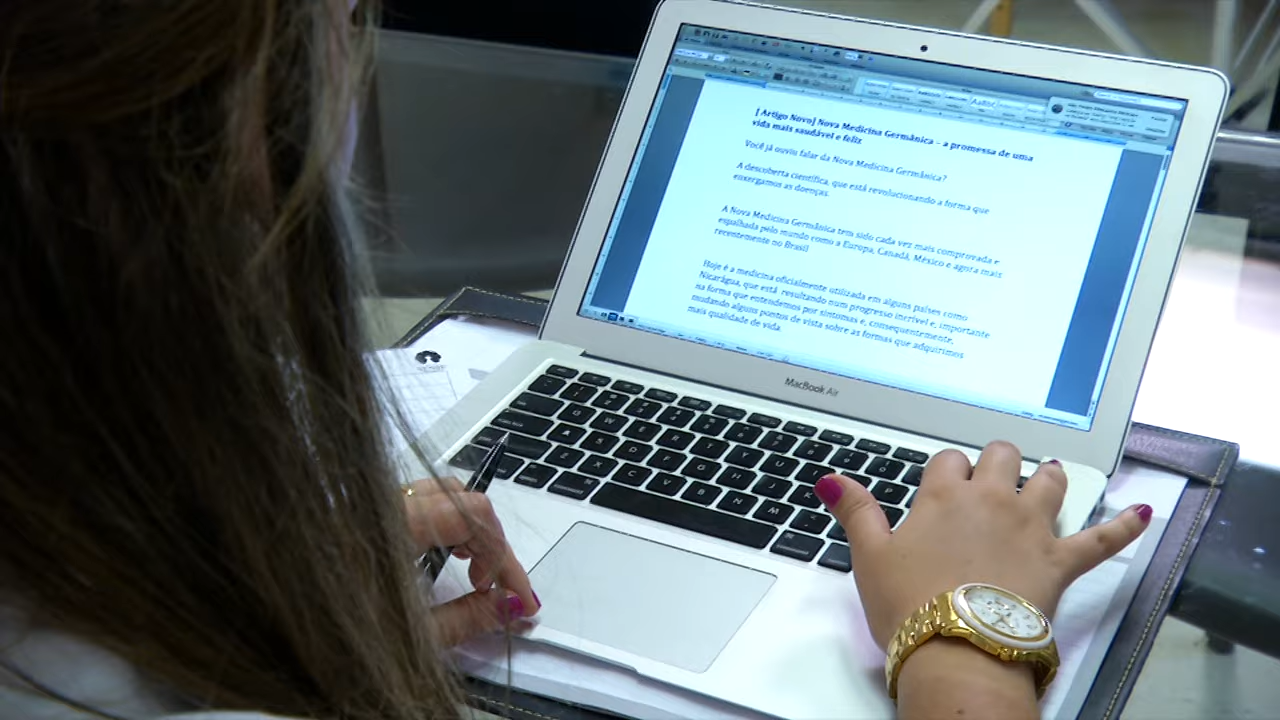 [ Artigo Novo] Nova Medicina Germânica – a promessa de uma
vida mais saudável e feliz
Você já ouviu falar da Nova Medicina Germânica?
A descoberta científica, que está revolucionando a forma que
enxergamos as doenças.
A Nova Medicina Germânica tem sido cada vez mais comprovada e
espalhada pelo mundo como a Europa, Canadá, México e agora mais
recentemente no Brasil
Hoje é a medicina oficialmente utilizada em alguns países como
Nicarágua, que está resultando num progresso incrível e, importante
na forma que entendemos por sintomas e, consequentemente,
mudando alguns pontos de vista sobre as formas que adquirimos
mais qualidade de vida.
MacBook Air